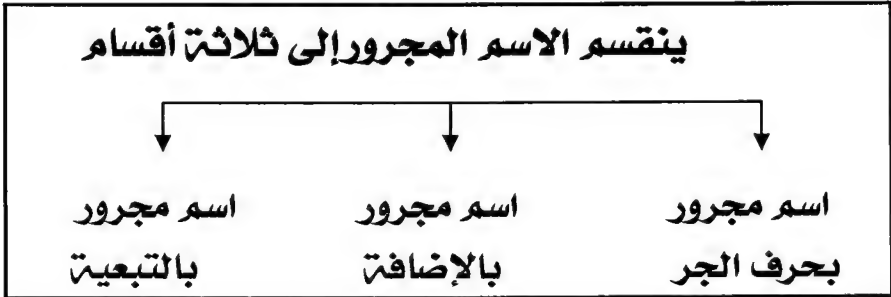 ينقسم الاسم المجرور إلى ثلاثة أقسام
اسم مجرور بحرف الجر
اسم مجرور بالإضافة
اسم مجرور بالتبعية